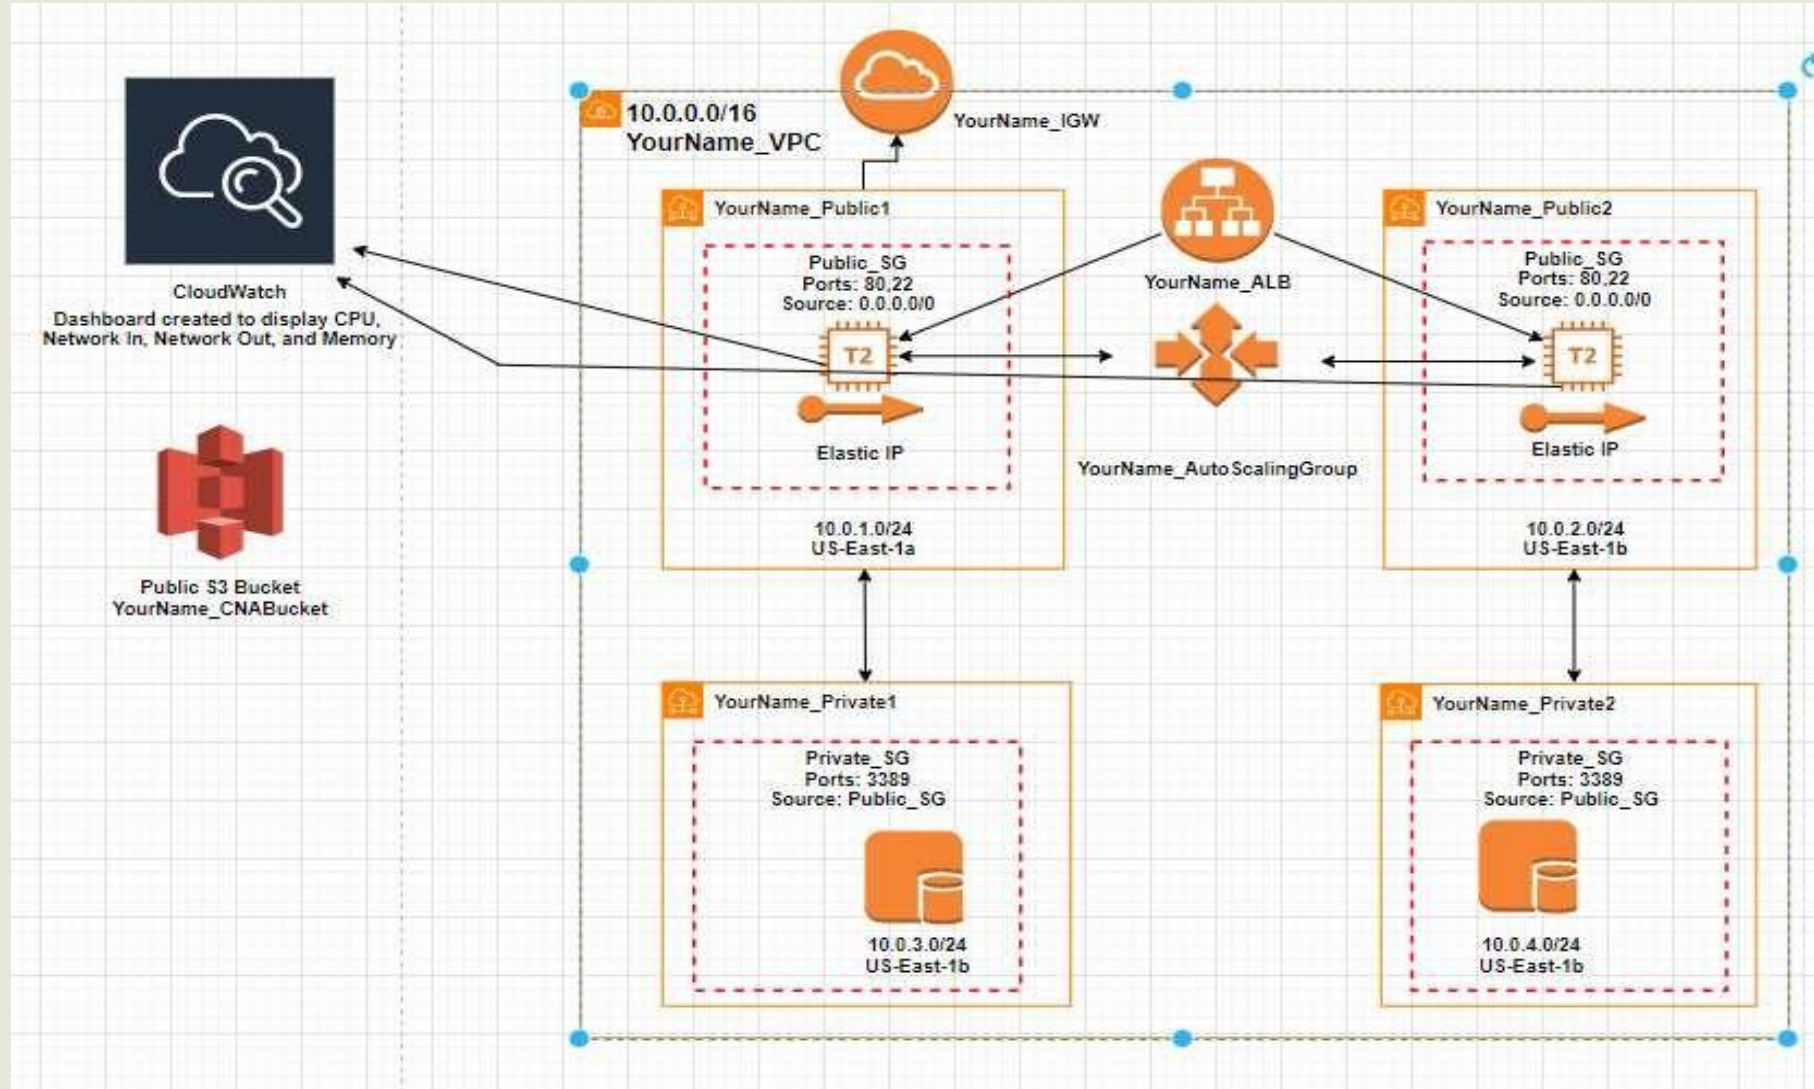 10.0.0.0/16
YourName_VPC
YourName_IGW
CloudWatch
Dashboard created to display CPU,
Network In, Network Out, and Memory
Public S3 Bucket
YourName_CNABucket
YourName_Public1
Public_SG
Ports: 80,22
Source: 0.0.0.0/0
T2
Elastic IP
10.0.1.0/24
US-East-1a
YourName_ALB
YourName_AutoScalingGroup
YourName_Public2
Public_SG
Ports: 80,22
Source: 0.0.0.0/0
T2
Elastic IP
10.0.2.0/24
US-East-1b
YourName_Private1
Private_SG
Ports: 3389
Source: Public_SG
10.0.3.0/24
US-East-1b
YourName_Private2
Private_SG
Ports: 3389
Source: Public_SG
10.0.4.0/24
US-East-1b